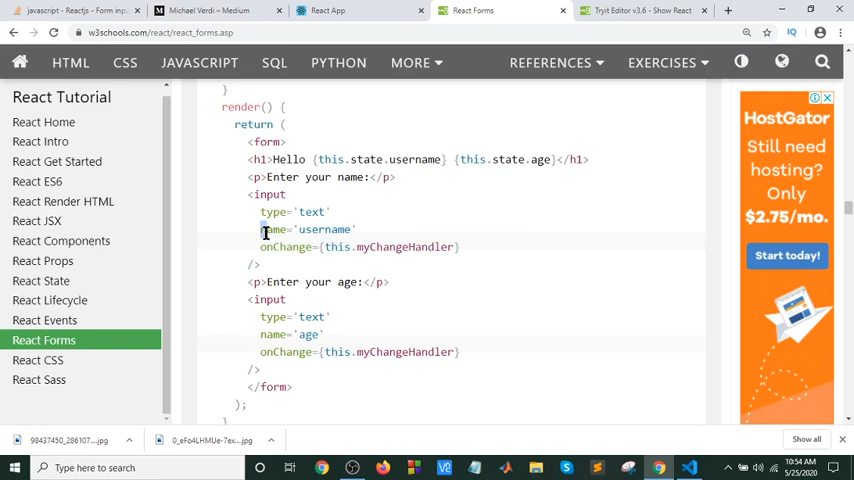 javascript - Reactjs - Form inpu
Michael Verdi – Medium
React App
React Forms
Tryit Editor v3.6 - Show React
w3schools.com/react/react_forms.asp
HTML CSS JAVASCRIPT SQL PYTHON MORE REFERENCES EXERCISES
React Tutorial
React Home
React Intro
React Get Started
React ES6
React Render HTML
React JSX
React Components
React Props
React State
React Lifecycle
React Events
React Forms
React CSS
React Sass
}
render() {
return (
<form>
<h1>Hello {this.state.username} {this.state.age}</h1>
<p>Enter your name:</p>
<input
type='text'
name='username'
onChange={this.myChangeHandler}
/>
<p>Enter your age:</p>
<input
type='text'
name='age'
onChange={this.myChangeHandler}
/>
</form>
);
}
HostGator
Still need
hosting?
Only
$2.75/mo.
Start today!
98437450_286107....jpg
0_eFo4LHMUe-7ex....jpg
Show all
Type here to search
10:54 AM
5/25/2020